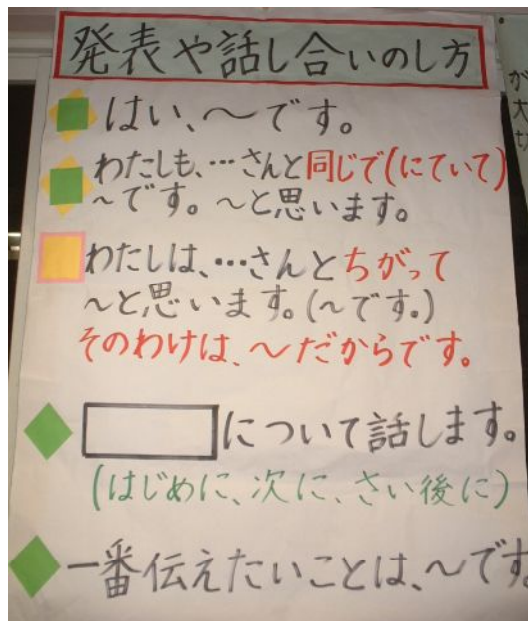 発表や話し合いのし方
はい、～です。
わたしも、…さんと同じで(にていて)
～です。～と思います。
わたしは、…さんとちがって
～と思います。(～です。)
そのわけは、～だからです。
について話します。
(はじめに、次に、さい後に)
一番伝えたいことは、～です
が
大
切